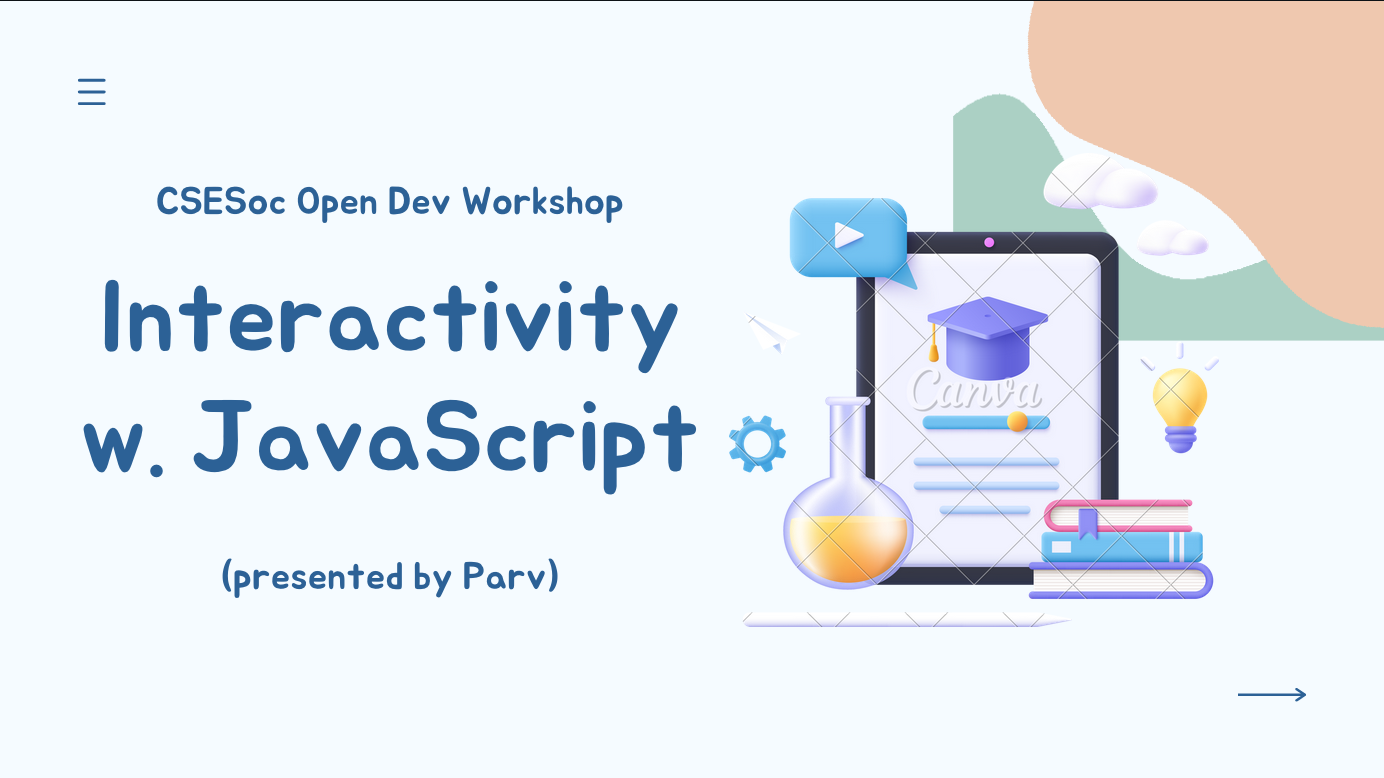 CSESoc Open Dev Workshop
Interactivity
w. JavaScript
(presented by Parv)
Canva